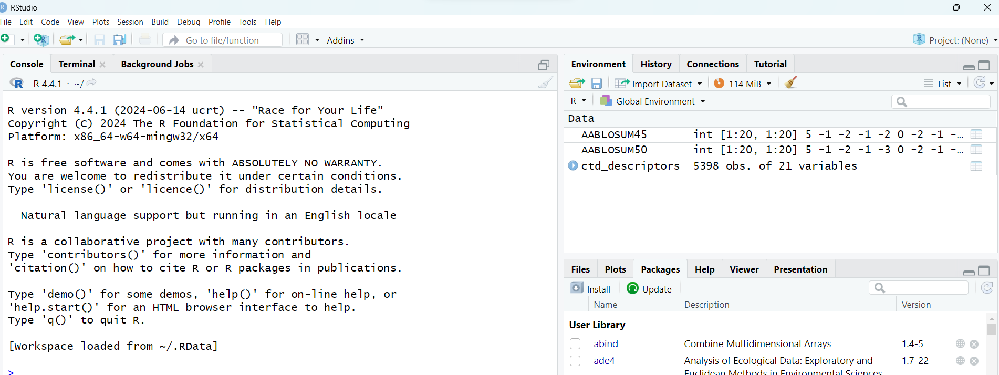 RStudio
File Edit Code View Plots Session Build Debug Profile Tools Help
Go to file/function Addins Project: (None)
Console Terminal Background Jobs
R 4.4.1 · ~/
R version 4.4.1 (2024-06-14 ucrt) -- "Race for Your Life"
Copyright (C) 2024 The R Foundation for Statistical Computing
Platform: x86_64-w64-mingw32/x64
R is free software and comes with ABSOLUTELY NO WARRANTY.
You are welcome to redistribute it under certain conditions.
Type 'license()' or 'licence()' for distribution details.
Natural language support but running in an English locale
R is a collaborative project with many contributors.
Type 'contributors()' for more information and
'citation()' on how to cite R or R packages in publications.
Type 'demo()' for some demos, 'help()' for on-line help, or
'help.start()' for an HTML browser interface to help.
Type 'q()' to quit R.
[Workspace loaded from ~/.RData]
>
Environment History Connections Tutorial
Import Dataset 114 MiB List
R Global Environment
Data
AABLOSUM45 int [1:20, 1:20] 5 -1 -2 -1 -2 0 -2 -1 -…
AABLOSUM50 int [1:20, 1:20] 5 -1 -2 -1 -3 0 -2 -1 -…
ctd_descriptors 5398 obs. of 21 variables
Files Plots Packages Help Viewer Presentation
Install Update
Name Description Version
User Library
abind Combine Multidimensional Arrays 1.4-5
ade4 Analysis of Ecological Data: Exploratory and 1.7-22
Euclidean Methods in Environmental Sciences